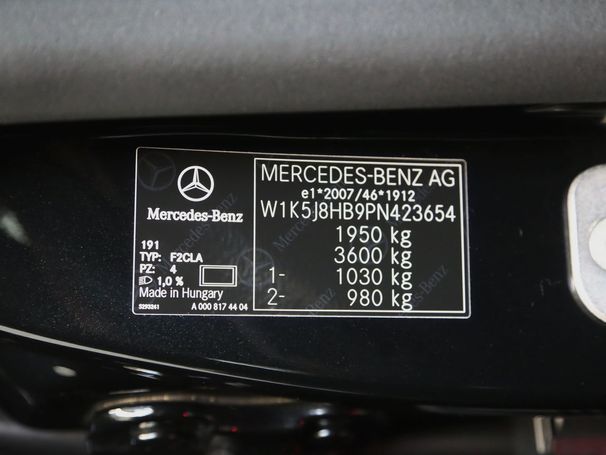 Mercedes-Benz
191
TYP: F2CLA
PZ: 4
1,0 %
Made in Hungary
5293241
A 000 817 44 04
MERCEDES-BENZ AG
e1*2007/46*1912
W1K5J8HB9PN423654
1950 kg
3600 kg
1- 1030 kg
2- 980 kg